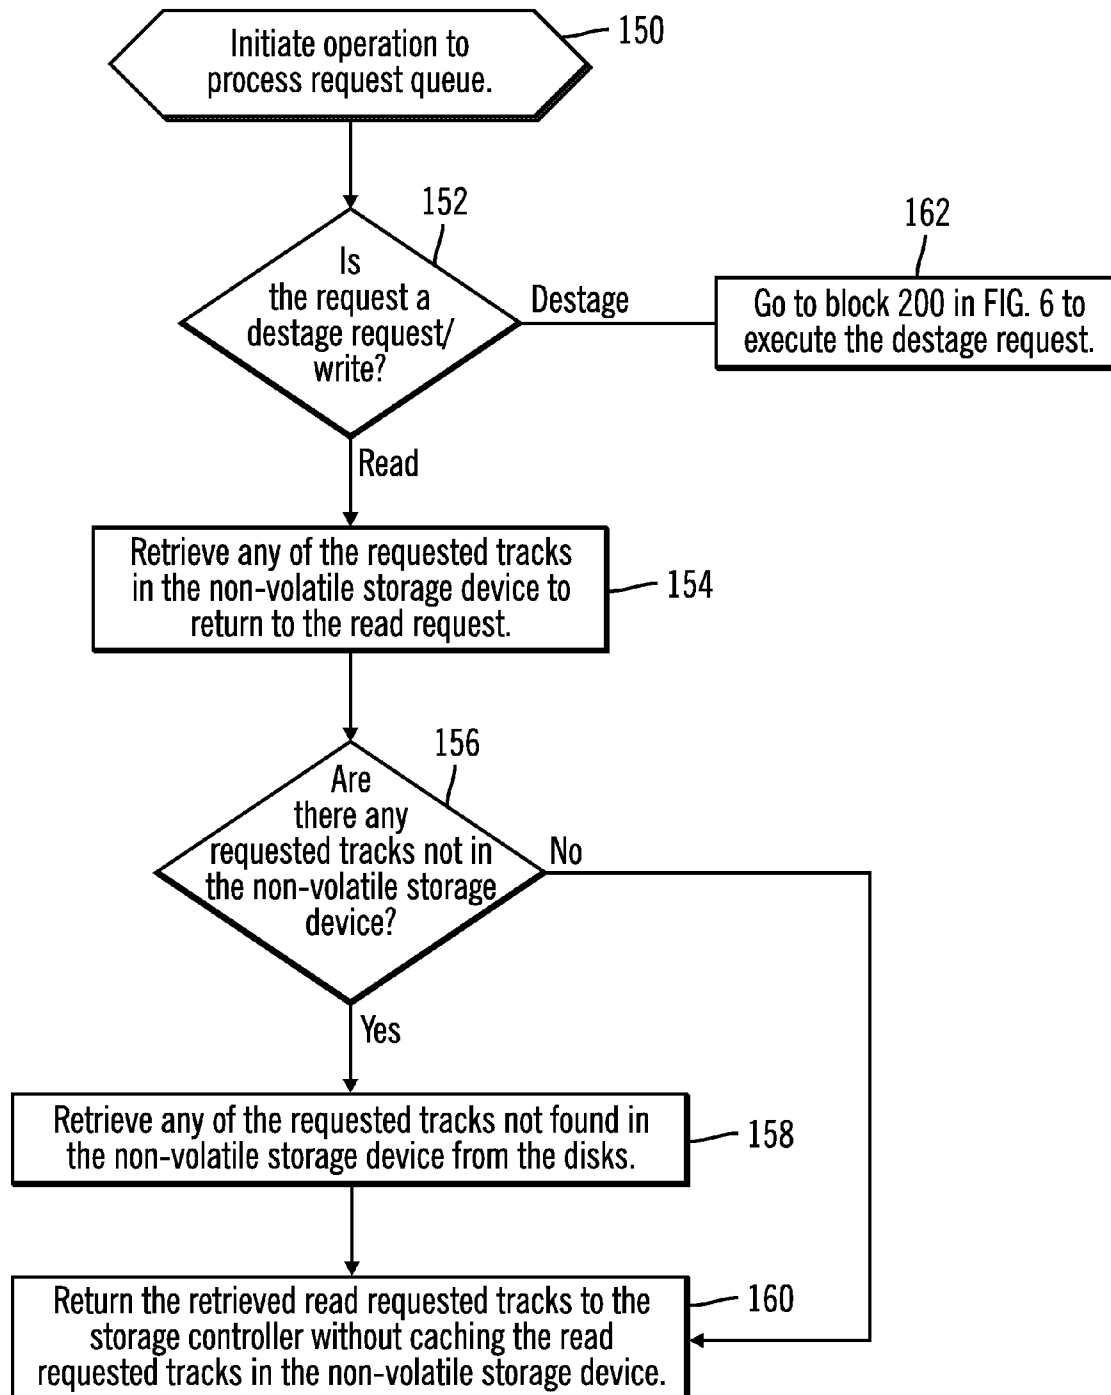 Initiate operation to
process request queue.
150
152
Is
the request a
destage request/
write?
Destage
162
Go to block 200 in FIG. 6 to
execute the destage request.
Read
Retrieve any of the requested tracks
in the non-volatile storage device to
return to the read request.
154
156
Are
there any
requested tracks not in
the non-volatile storage
device?
No
Yes
Retrieve any of the requested tracks not found in
the non-volatile storage device from the disks.
158
Return the retrieved read requested tracks to the
storage controller without caching the read
requested tracks in the non-volatile storage device.
160